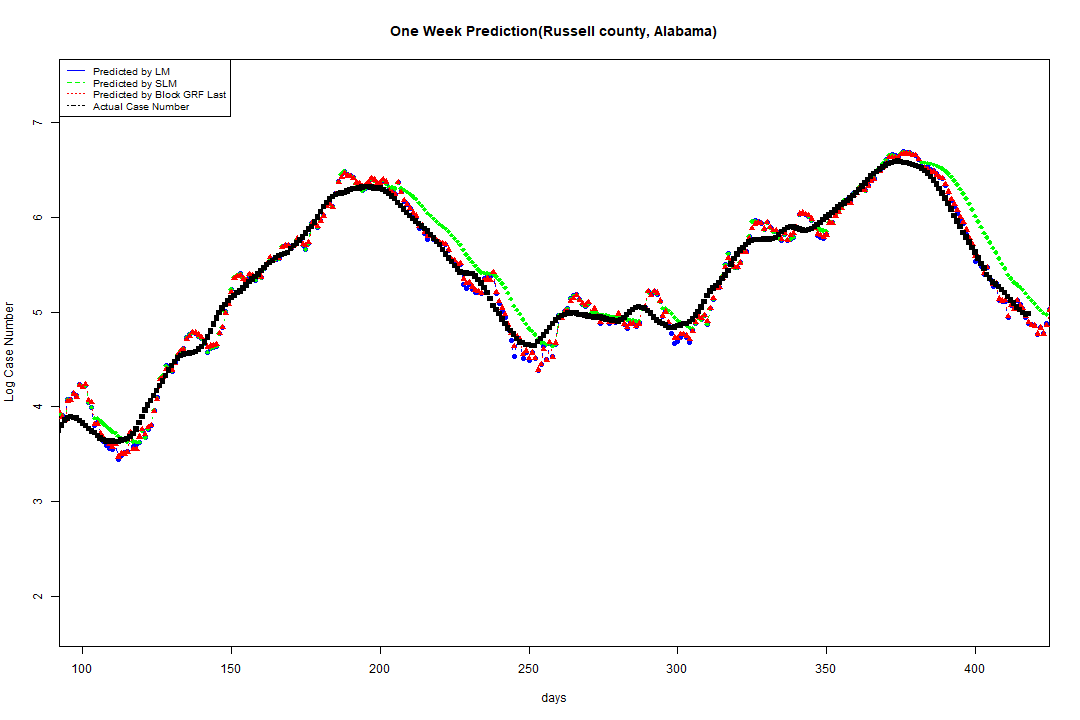 One Week Prediction(Russell county, Alabama)
Predicted by LM
Predicted by SLM
Predicted by Block GRF Last
Actual Case Number
7
6
5
4
3
2
Log Case Number
100 150 200 250 300 350 400
days